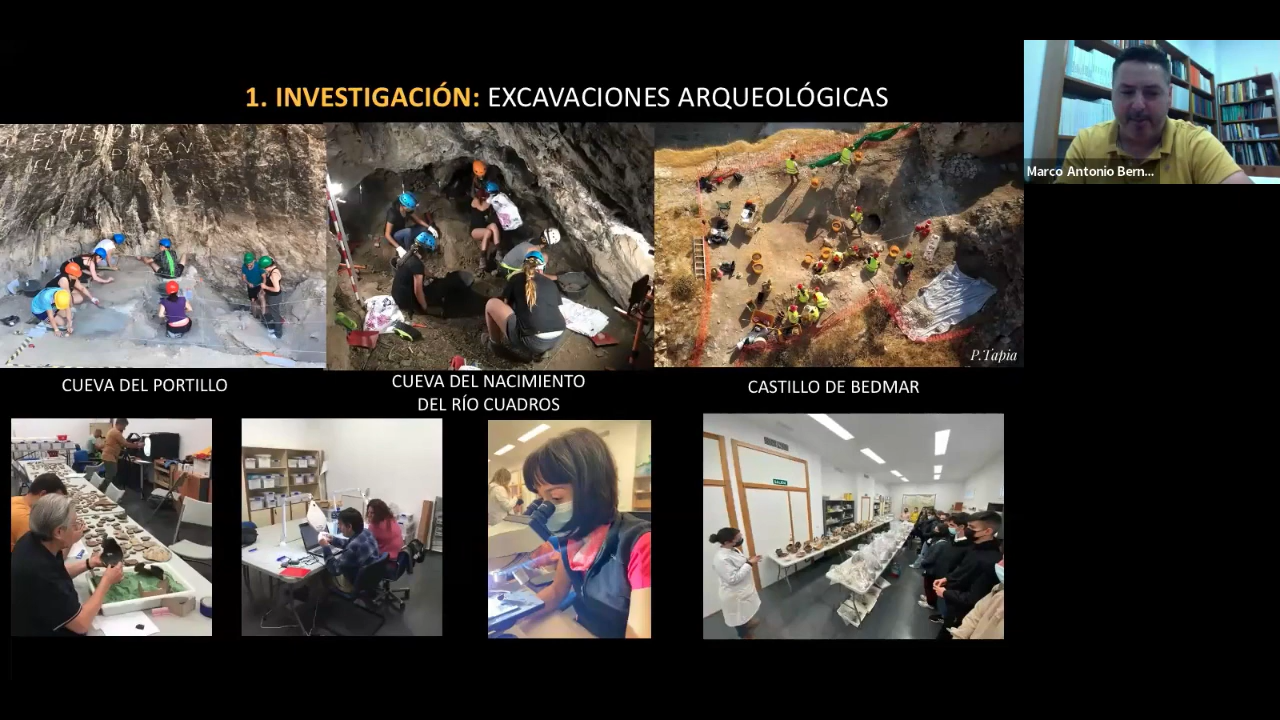 1. INVESTIGACIÓN: EXCAVACIONES ARQUEOLÓGICAS
Marco Antonio Bern...
P.Tapia
CUEVA DEL PORTILLO
CUEVA DEL NACIMIENTO
DEL RÍO CUADROS
CASTILLO DE BEDMAR